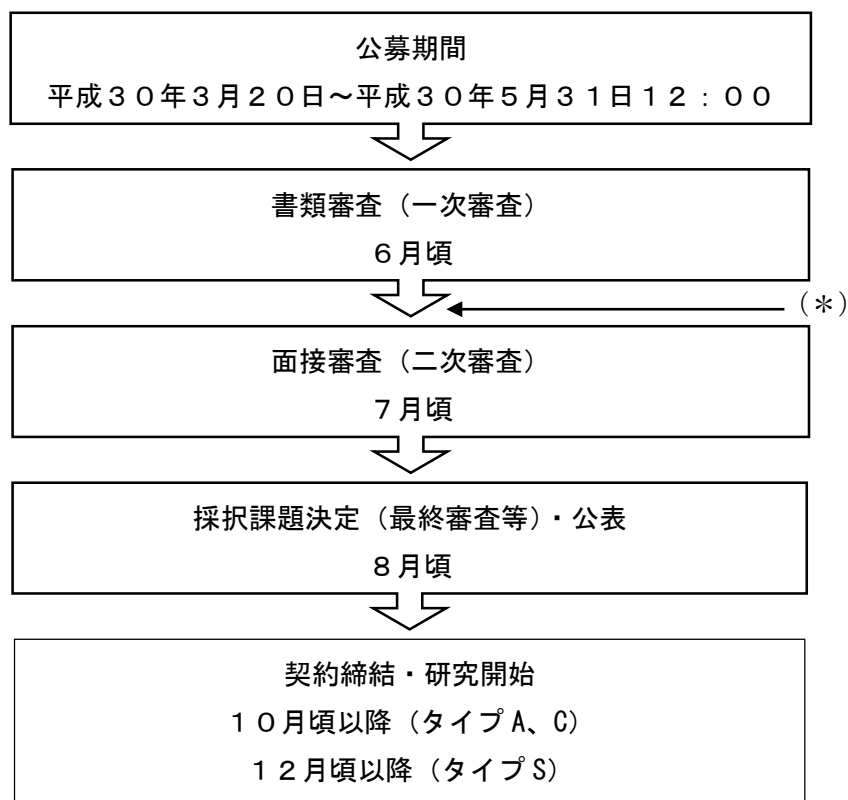 公募期間
平成３０年３月２０日～平成３０年５月３１日１２：００
書類審査（一次審査）
６月頃
（＊）
面接審査（二次審査）
７月頃
採択課題決定（最終審査等）・公表
８月頃
契約締結・研究開始
１０月頃以降（タイプ A、C）
１２月頃以降（タイプ S）